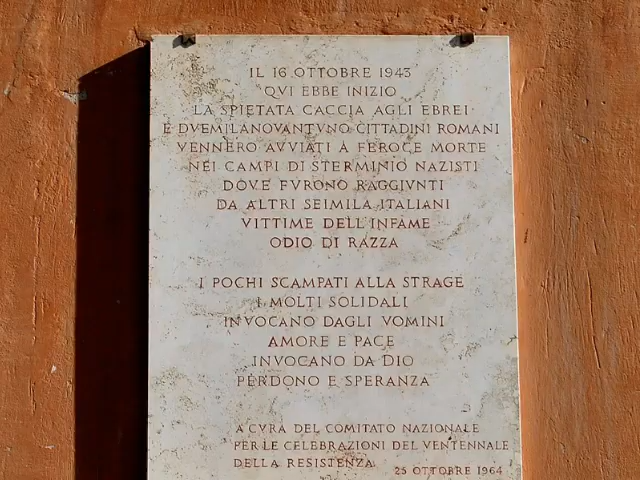 IL 16 OTTOBRE 1943
QVI EBBE INIZIO
LA SPIETATA CACCIA AGLI EBREI
E DVEMILANOVANTVNO CITTADINI ROMANI
VENNERO AVVIATI A FEROCE MORTE
NEI CAMPI DI STERMINIO NAZISTI
DOVE FVRONO RAGGIVNTI
DA ALTRI SEIMILA ITALIANI
VITTIME DELL'INFAME
ODIO DI RAZZA
I POCHI SCAMPATI ALLA STRAGE
I MOLTI SOLIDALI
INVOCANO DAGLI VOMINI
AMORE E PACE
INVOCANO DA DIO
PERDONO E SPERANZA
A CVRA DEL COMITATO NAZIONALE
PER LE CELEBRAZIONI DEL VENTENNALE
DELLA RESISTENZA
25 OTTOBRE 1964